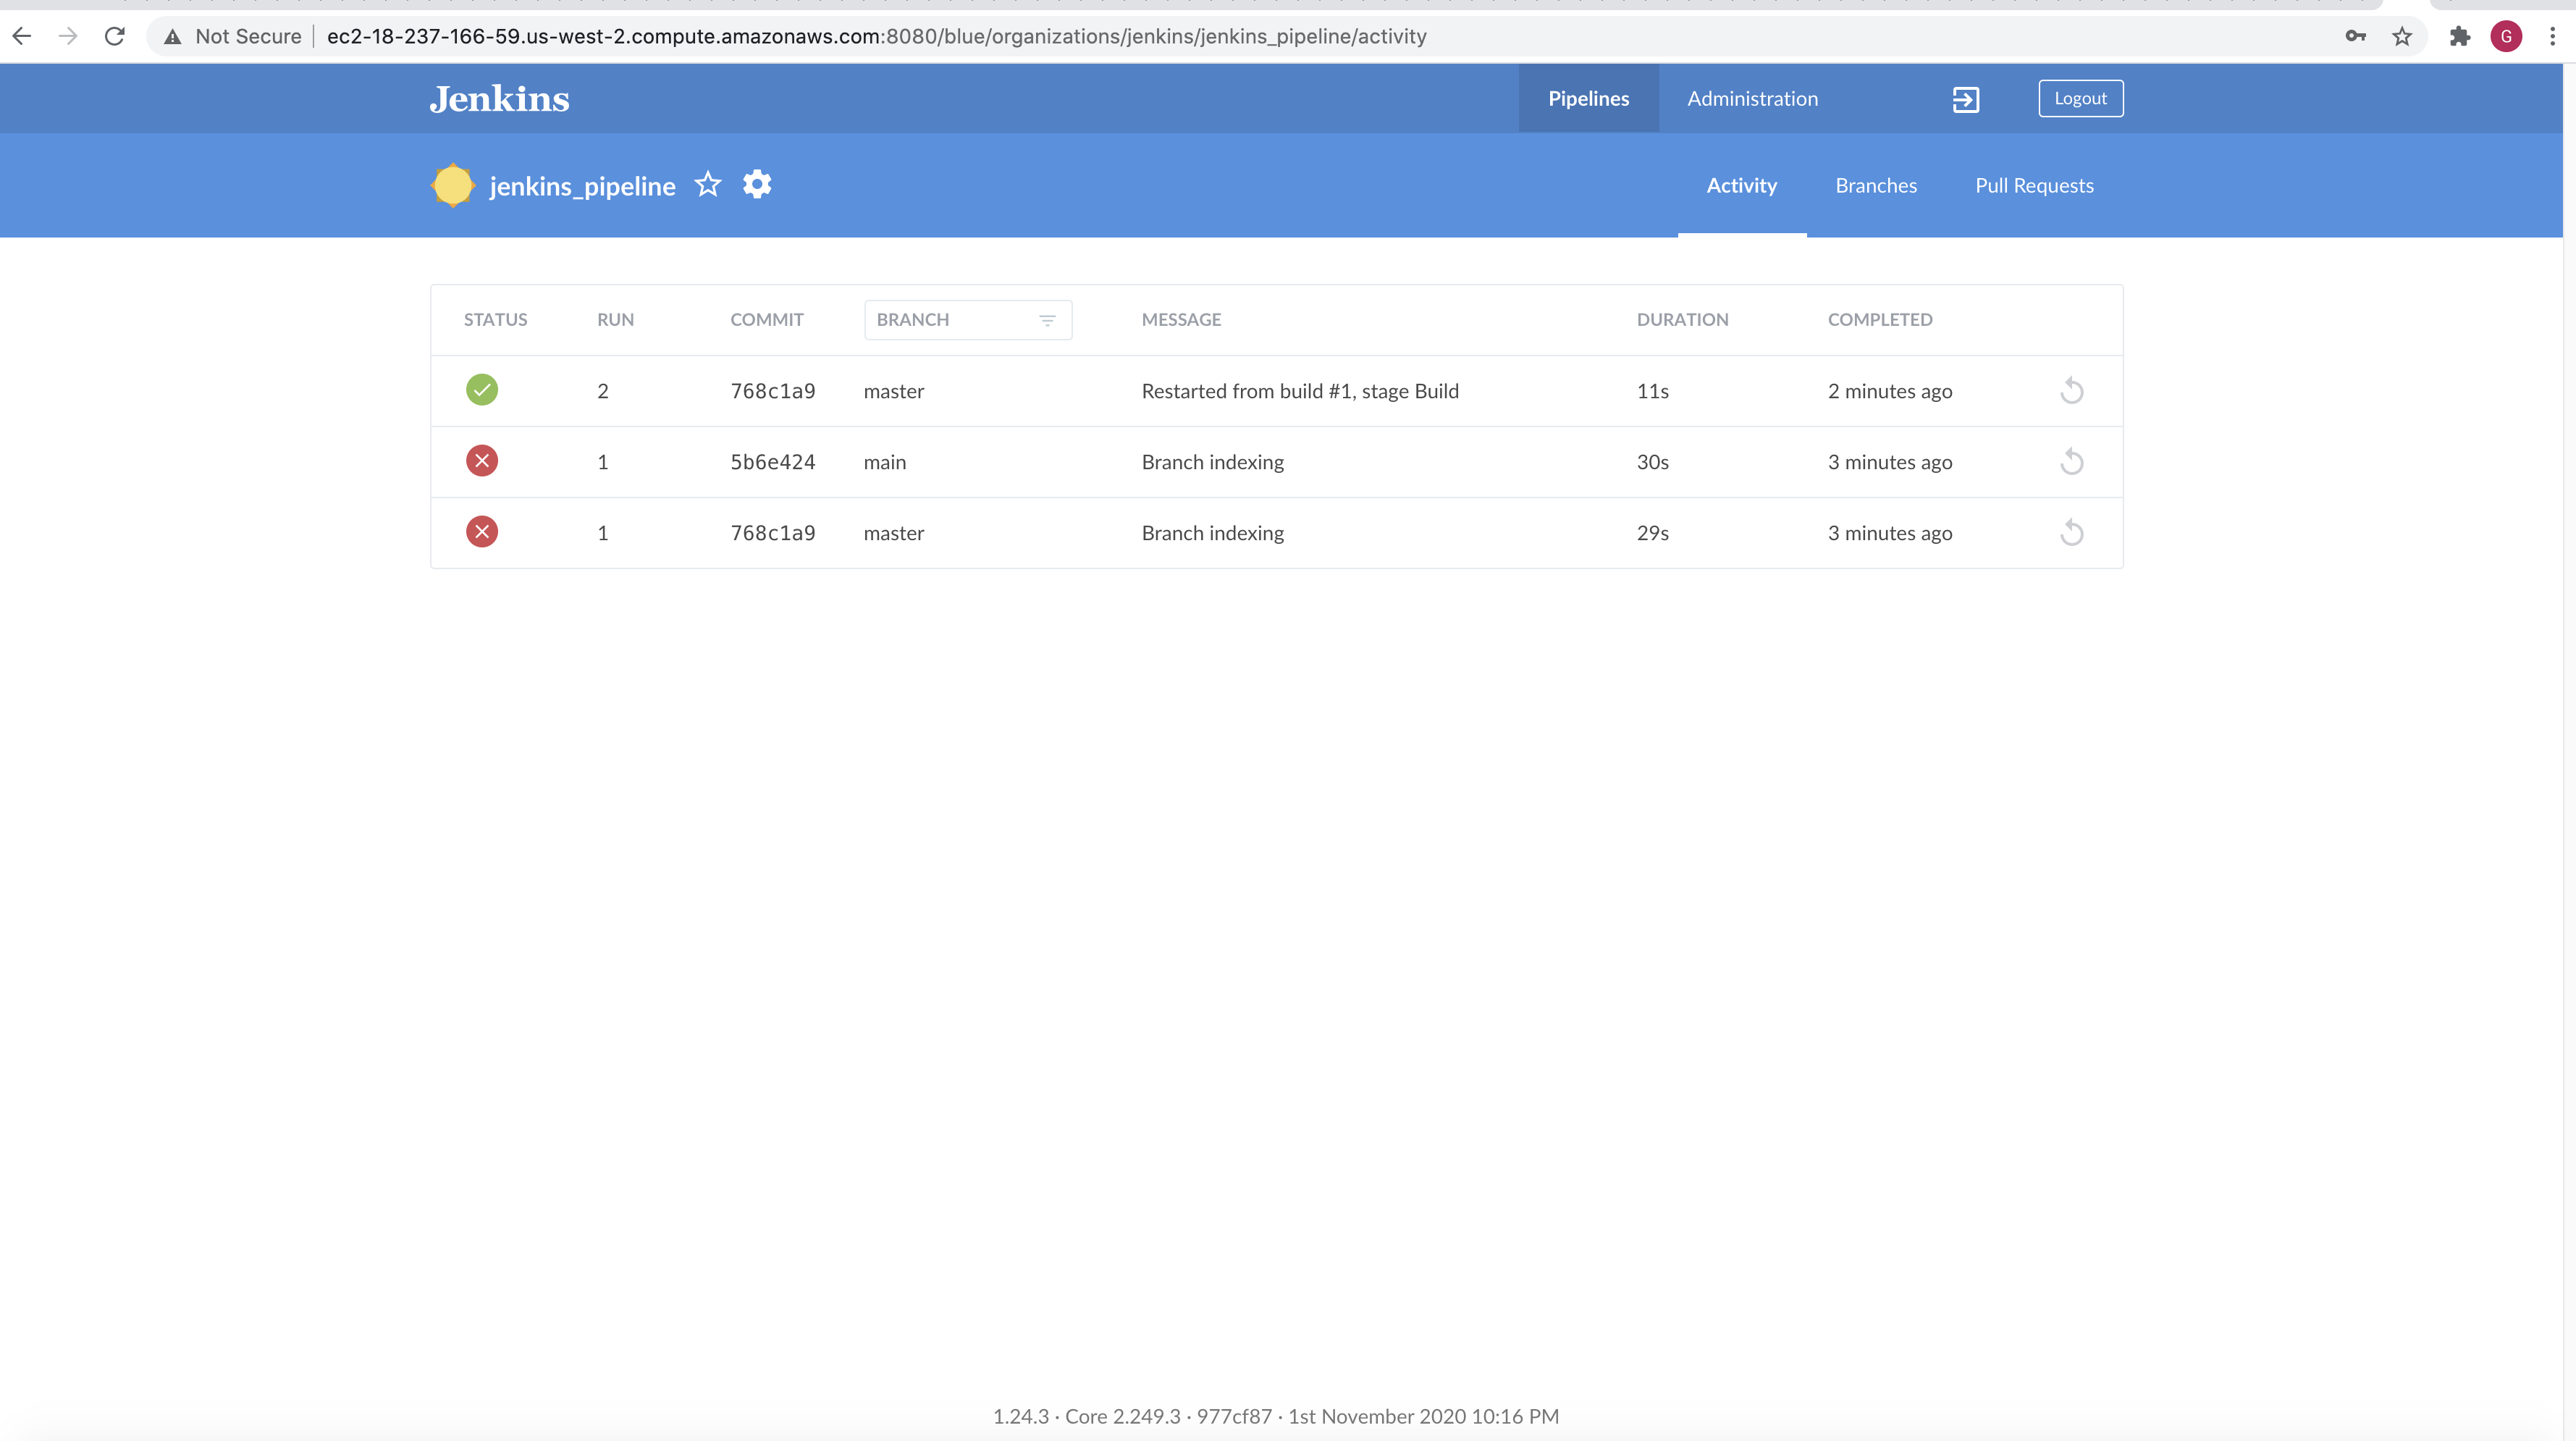 Not Secure ec2-18-237-166-59.us-west-2.compute.amazonaws.com:8080/blue/organizations/jenkins/jenkins_pipeline/activity G
Jenkins Pipelines Administration Logout
jenkins_pipeline Activity Branches Pull Requests
STATUS RUN COMMIT BRANCH MESSAGE DURATION COMPLETED
2 768c1a9 master Restarted from build #1, stage Build 11s 2 minutes ago
1 5b6e424 main Branch indexing 30s 3 minutes ago
1 768c1a9 master Branch indexing 29s 3 minutes ago
1.24.3 · Core 2.249.3 · 977cf87 · 1st November 2020 10:16 PM